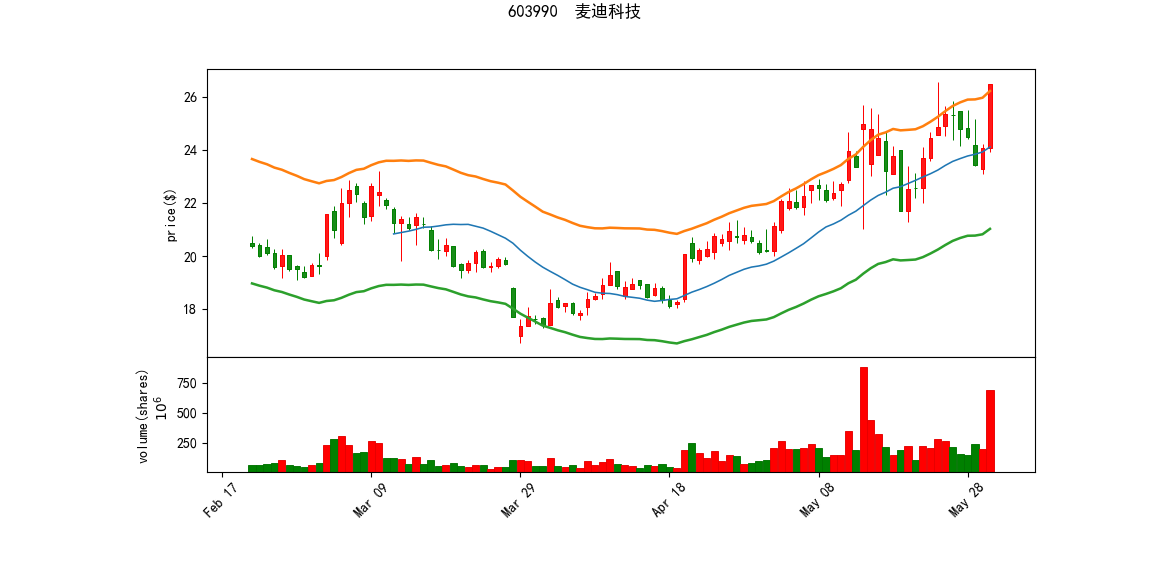 603990 麦迪科技
price($)
26
24
22
20
18
volume(shares)
10^6
750
500
250
Feb 17
Mar 09
Mar 29
Apr 18
May 08
May 28